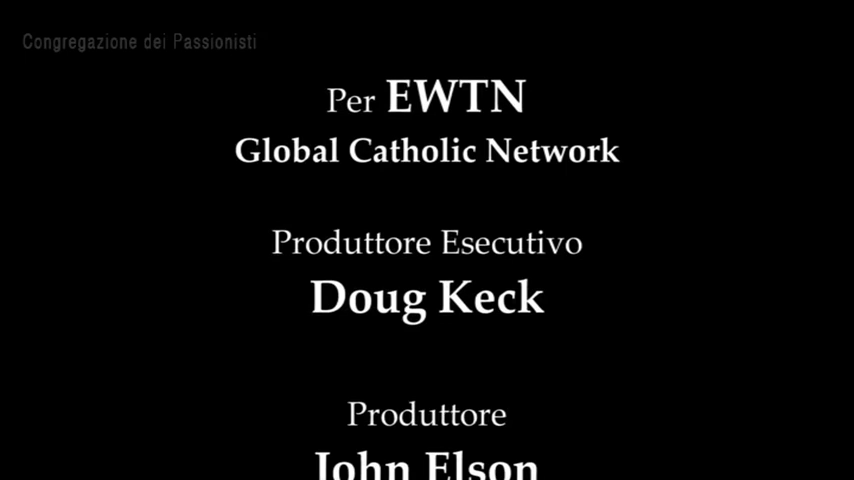 Congregazione dei Passionisti
Per EWTN
Global Catholic Network
Produttore Esecutivo
Doug Keck
Produttore
John Elson